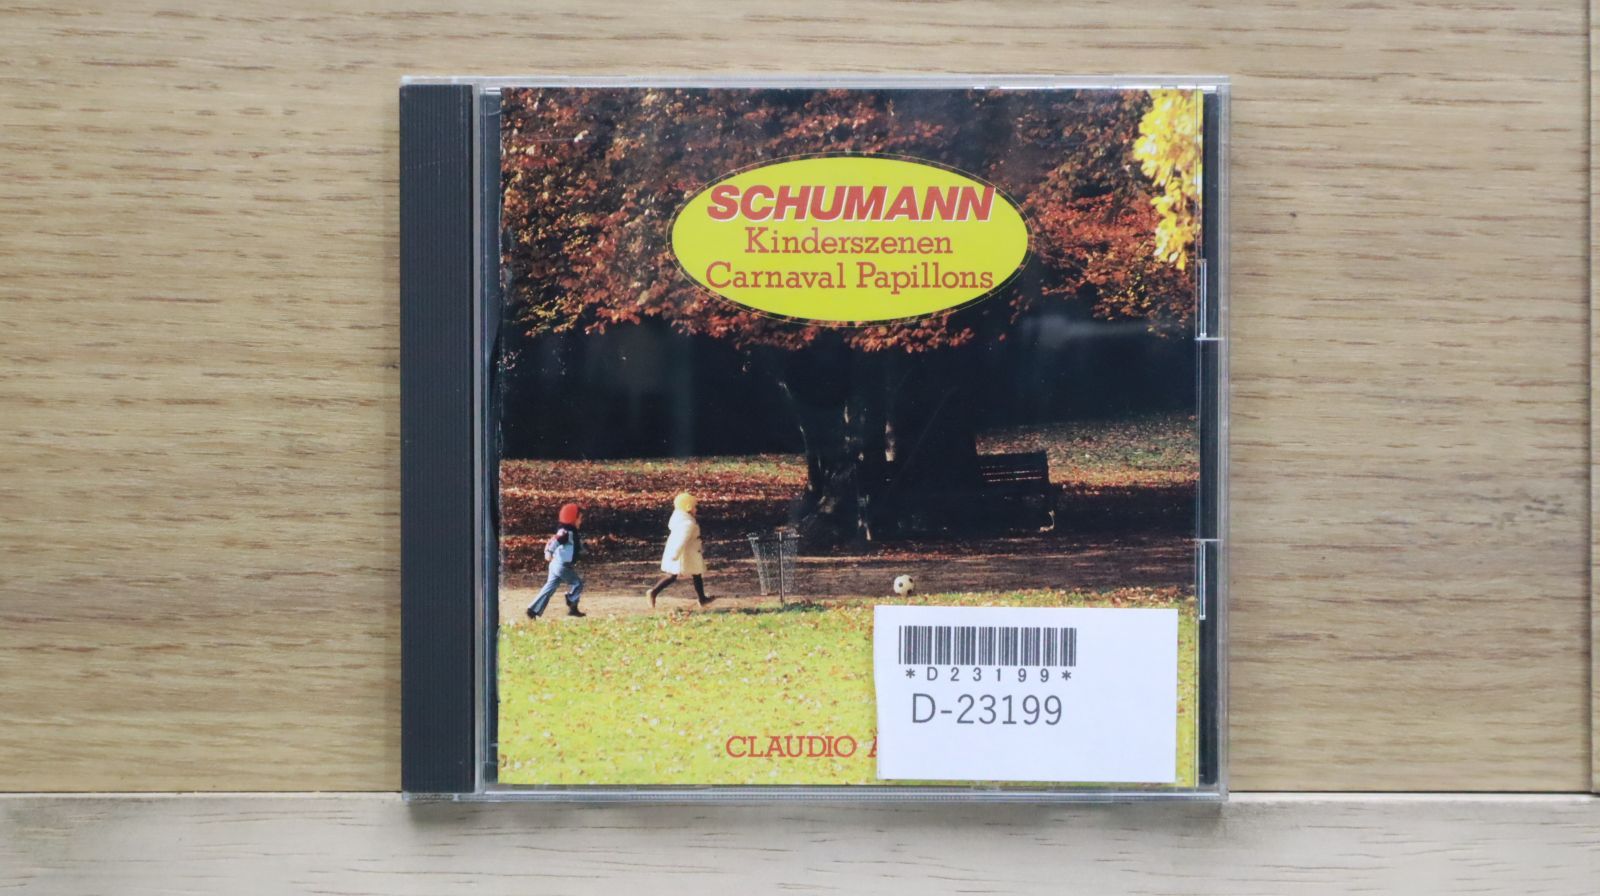 SCHUMANN
Kinderszenen
Carnaval Papillons
*D23199*
D-23199
CLAUDIO